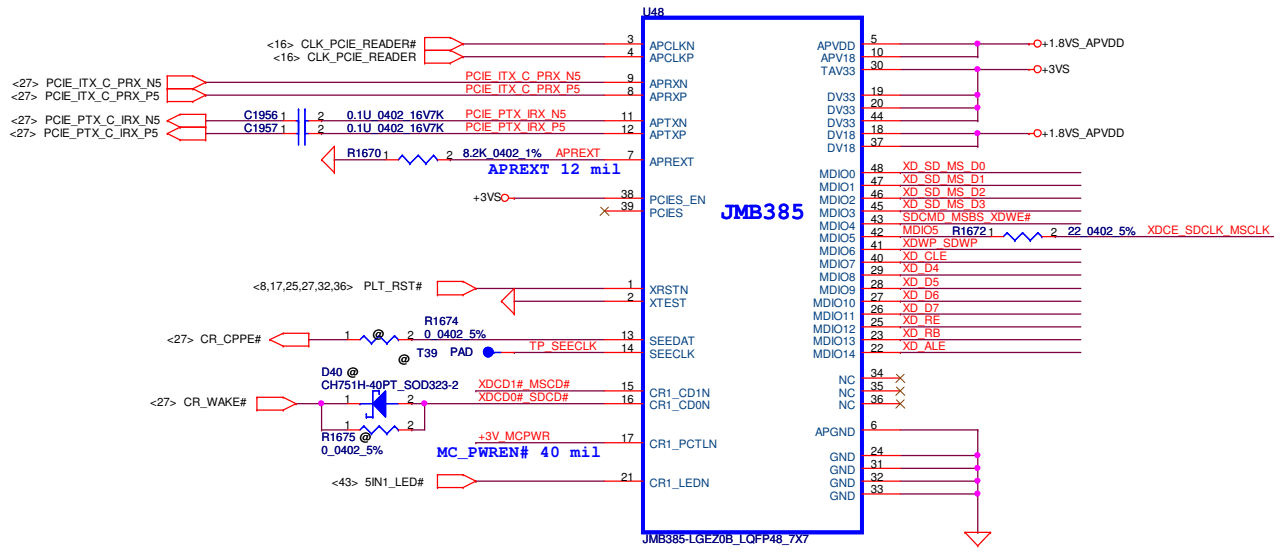 U48
<16> CLK_PCIE_READER# 3 APCLKN
<16> CLK_PCIE_READER 4 APCLKP
<27> PCIE_ITX_C_PRX_N5 PCIE_ITX_C_PRX_N5 9 APRXN
<27> PCIE_ITX_C_PRX_P5 PCIE_ITX_C_PRX_P5 8 APRXP
<27> PCIE_PTX_C_IRX_N5 C1956 1 2 0.1U_0402_16V7K PCIE_PTX_IRX_N5 11 APTXN
<27> PCIE_PTX_C_IRX_P5 C1957 1 2 0.1U_0402_16V7K PCIE_PTX_IRX_P5 12 APTXP
R1670 1 2 8.2K_0402_1% APREXT 7 APREXT
APREXT 12 mil
+3VS 38 PCIES_EN
39 PCIES
JMB385
<8,17,25,27,32,36> PLT_RST# 1 XRSTN
2 XTEST
R1674
<27> CR_CPPE# 1 @ 2 0_0402_5% 13 SEEDAT
@ T39 PAD TP_SEECLK 14 SEECLK
D40 @
CH751H-40PT_SOD323-2 XDCD1#_MSCD# 15 CR1_CD1N
<27> CR_WAKE# 1 2 XDCD0#_SDCD# 16 CR1_CD0N
1 2
R1675 @
0_0402_5%
+3V_MCPWR 17 CR1_PCTLN
MC_PWREN# 40 mil
<43> 5IN1_LED# 21 CR1_LEDN
APVDD 5 +1.8VS_APVDD
APV18 10
TAV33 30 +3VS
DV33 19
DV33 20
DV33 44
DV18 18 +1.8VS_APVDD
DV18 37
MDIO0 48 XD_SD_MS_D0
MDIO1 47 XD_SD_MS_D1
MDIO2 46 XD_SD_MS_D2
MDIO3 45 XD_SD_MS_D3
MDIO4 43 SDCMD_MSBS_XDWE#
MDIO5 42 MDIO5 R1672 1 2 22_0402_5% XDCE_SDCLK_MSCLK
MDIO6 41 XDWP_SDWP
MDIO7 40 XD_CLE
MDIO8 29 XD_D4
MDIO9 28 XD_D5
MDIO10 27 XD_D6
MDIO11 26 XD_D7
MDIO12 25 XD_RE
MDIO13 23 XD_RB
MDIO14 22 XD_ALE
NC 34
NC 35
NC 36
APGND 6
GND 24
GND 31
GND 32
GND 33
JMB385-LGEZ0B_LQFP48_7X7